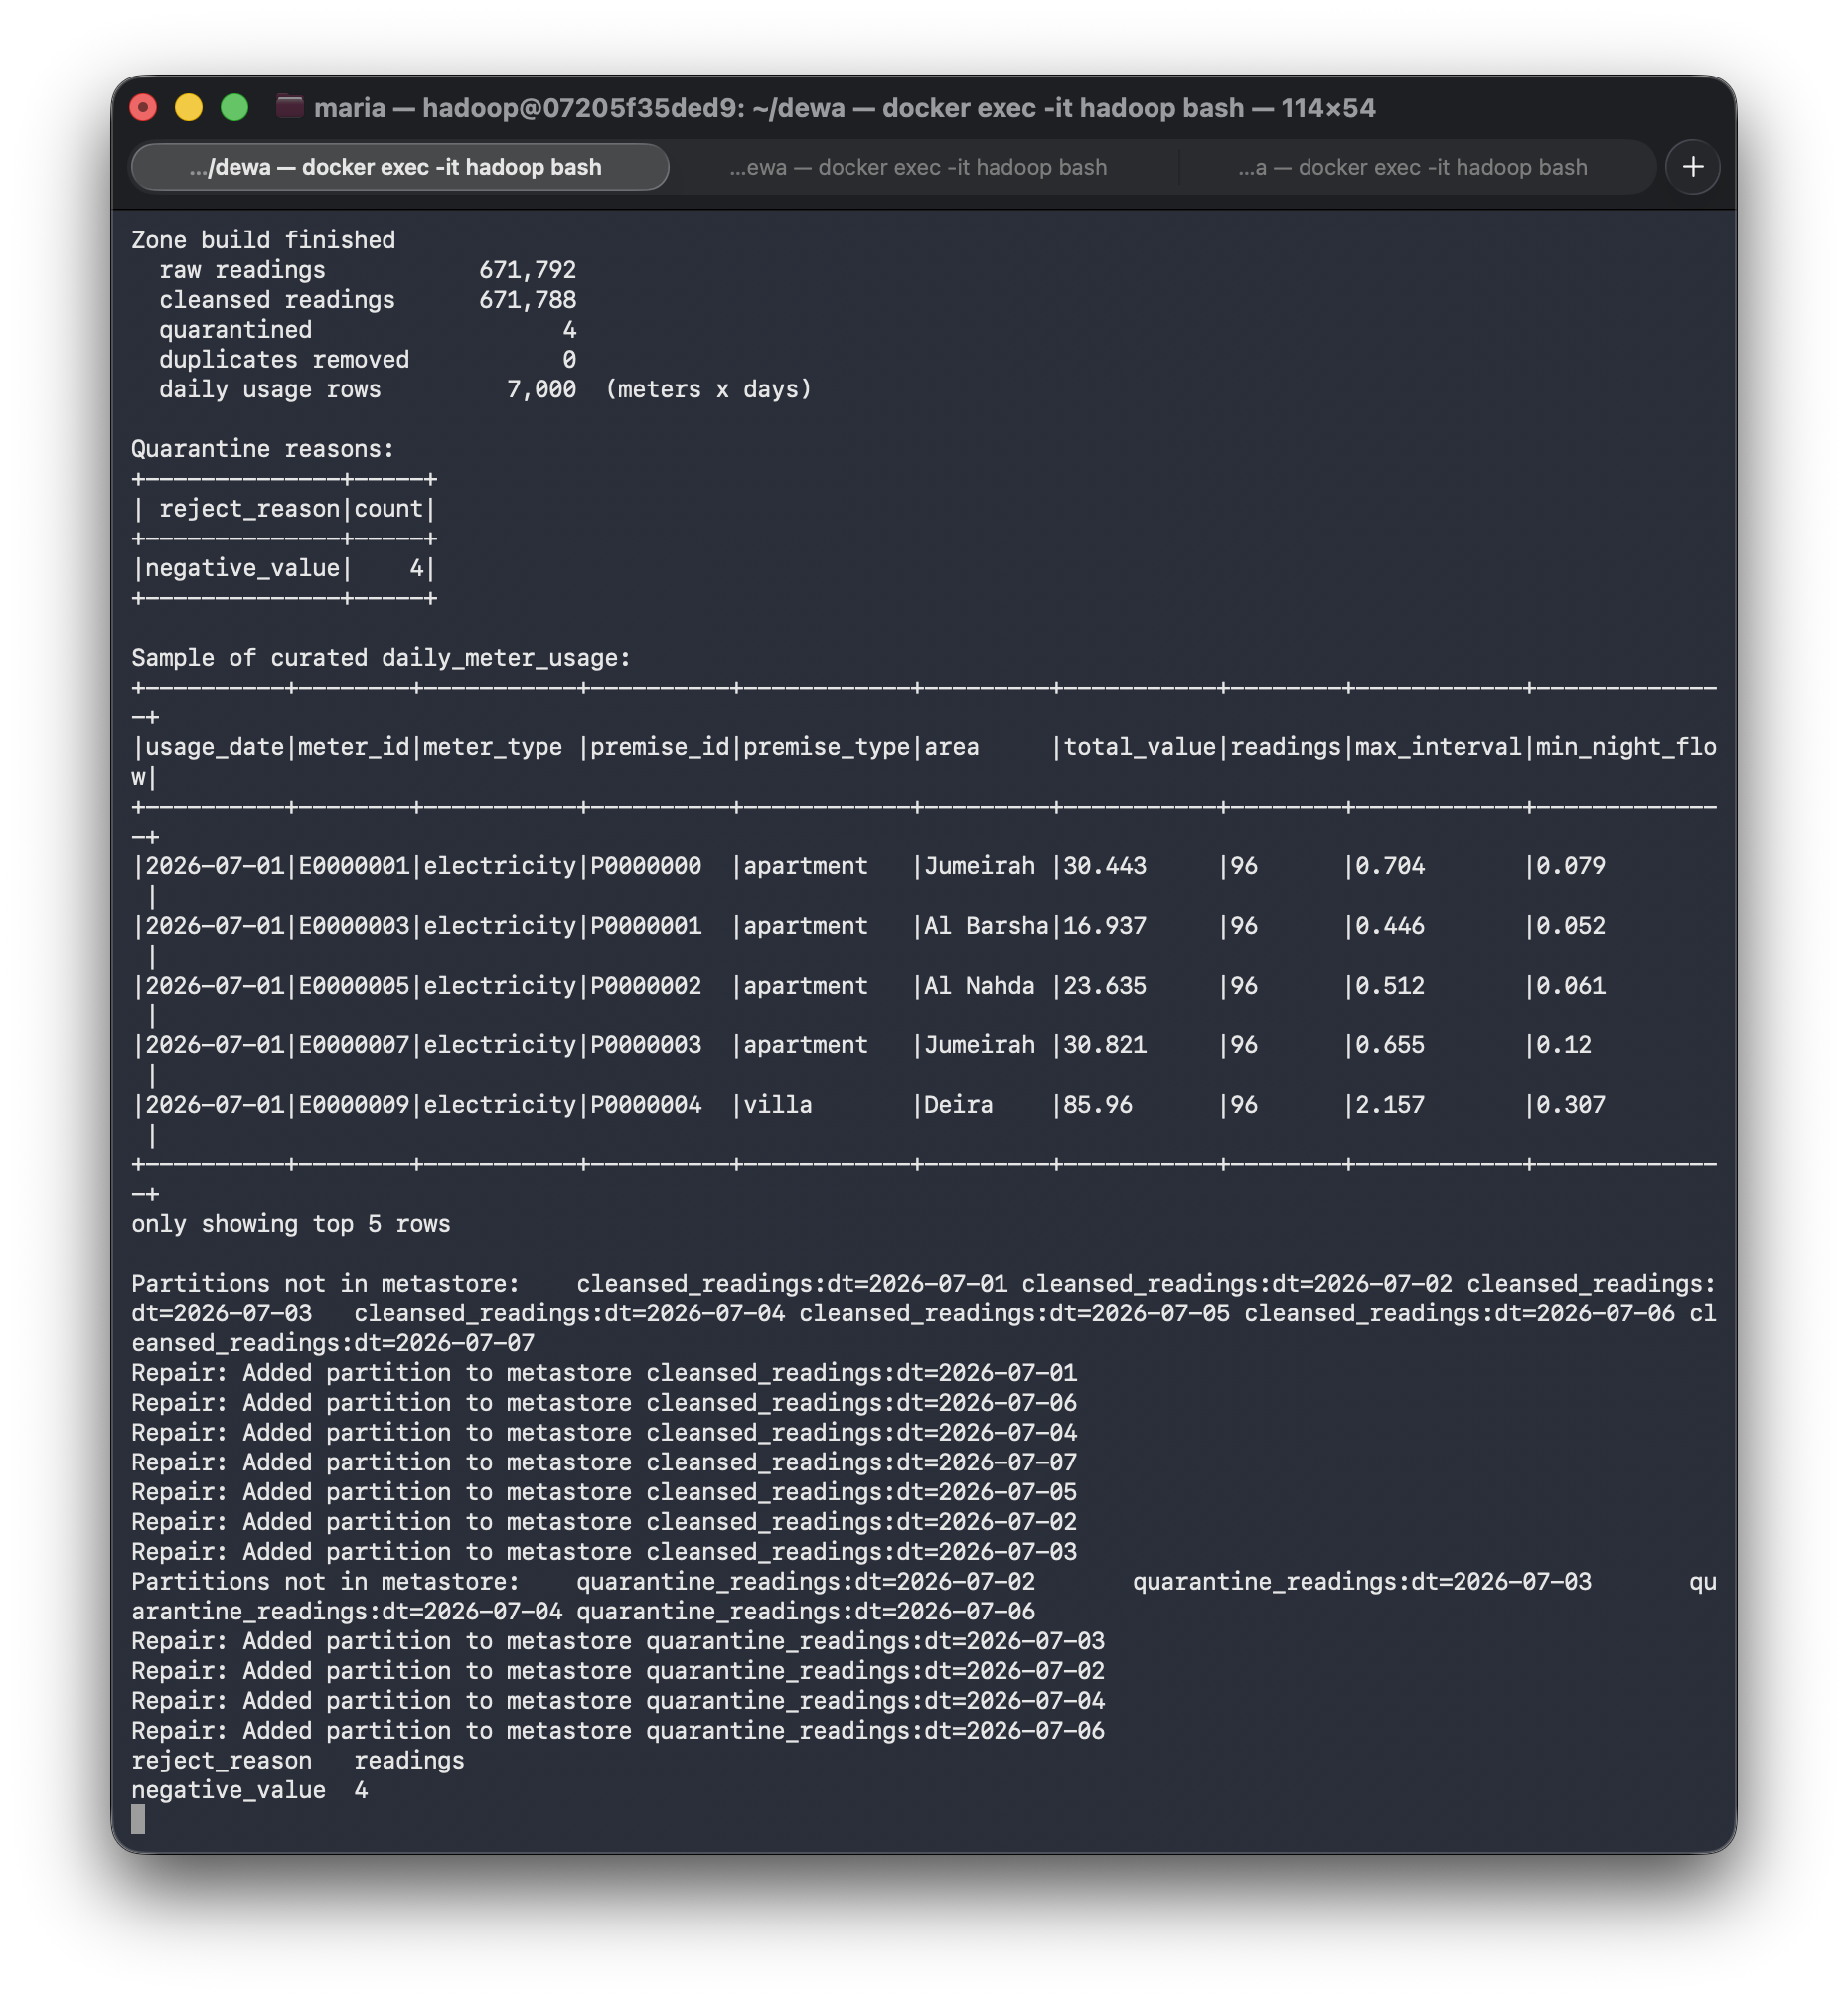 maria — hadoop@07205f35ded9: ~/dewa — docker exec -it hadoop bash — 114×54
.../dewa — docker exec -it hadoop bash
...ewa — docker exec -it hadoop bash
...a — docker exec -it hadoop bash
+
Zone build finished
  raw readings           671,792
  cleansed readings      671,788
  quarantined                  4
  duplicates removed           0
  daily usage rows         7,000  (meters x days)
Quarantine reasons:
+--------------+-----+
| reject_reason|count|
+--------------+-----+
|negative_value|    4|
+--------------+-----+
Sample of curated daily_meter_usage:
+----------+--------+-----------+----------+------------+---------+-----------+--------+------------+-------------
-+
|usage_date|meter_id|meter_type |premise_id|premise_type|area     |total_value|readings|max_interval|min_night_flo
w|
+----------+--------+-----------+----------+------------+---------+-----------+--------+------------+-------------
-+
|2026-07-01|E0000001|electricity|P0000000  |apartment   |Jumeirah |30.443     |96      |0.704       |0.079
 |
|2026-07-01|E0000003|electricity|P0000001  |apartment   |Al Barsha|16.937     |96      |0.446       |0.052
 |
|2026-07-01|E0000005|electricity|P0000002  |apartment   |Al Nahda |23.635     |96      |0.512       |0.061
 |
|2026-07-01|E0000007|electricity|P0000003  |apartment   |Jumeirah |30.821     |96      |0.655       |0.12
 |
|2026-07-01|E0000009|electricity|P0000004  |villa       |Deira    |85.96      |96      |2.157       |0.307
 |
+----------+--------+-----------+----------+------------+---------+-----------+--------+------------+-------------
-+
only showing top 5 rows
Partitions not in metastore:    cleansed_readings:dt=2026-07-01 cleansed_readings:dt=2026-07-02 cleansed_readings:
dt=2026-07-03   cleansed_readings:dt=2026-07-04 cleansed_readings:dt=2026-07-05 cleansed_readings:dt=2026-07-06 cl
eansed_readings:dt=2026-07-07
Repair: Added partition to metastore cleansed_readings:dt=2026-07-01
Repair: Added partition to metastore cleansed_readings:dt=2026-07-06
Repair: Added partition to metastore cleansed_readings:dt=2026-07-04
Repair: Added partition to metastore cleansed_readings:dt=2026-07-07
Repair: Added partition to metastore cleansed_readings:dt=2026-07-05
Repair: Added partition to metastore cleansed_readings:dt=2026-07-02
Repair: Added partition to metastore cleansed_readings:dt=2026-07-03
Partitions not in metastore:    quarantine_readings:dt=2026-07-02       quarantine_readings:dt=2026-07-03       qu
arantine_readings:dt=2026-07-04 quarantine_readings:dt=2026-07-06
Repair: Added partition to metastore quarantine_readings:dt=2026-07-03
Repair: Added partition to metastore quarantine_readings:dt=2026-07-02
Repair: Added partition to metastore quarantine_readings:dt=2026-07-04
Repair: Added partition to metastore quarantine_readings:dt=2026-07-06
reject_reason   readings
negative_value  4